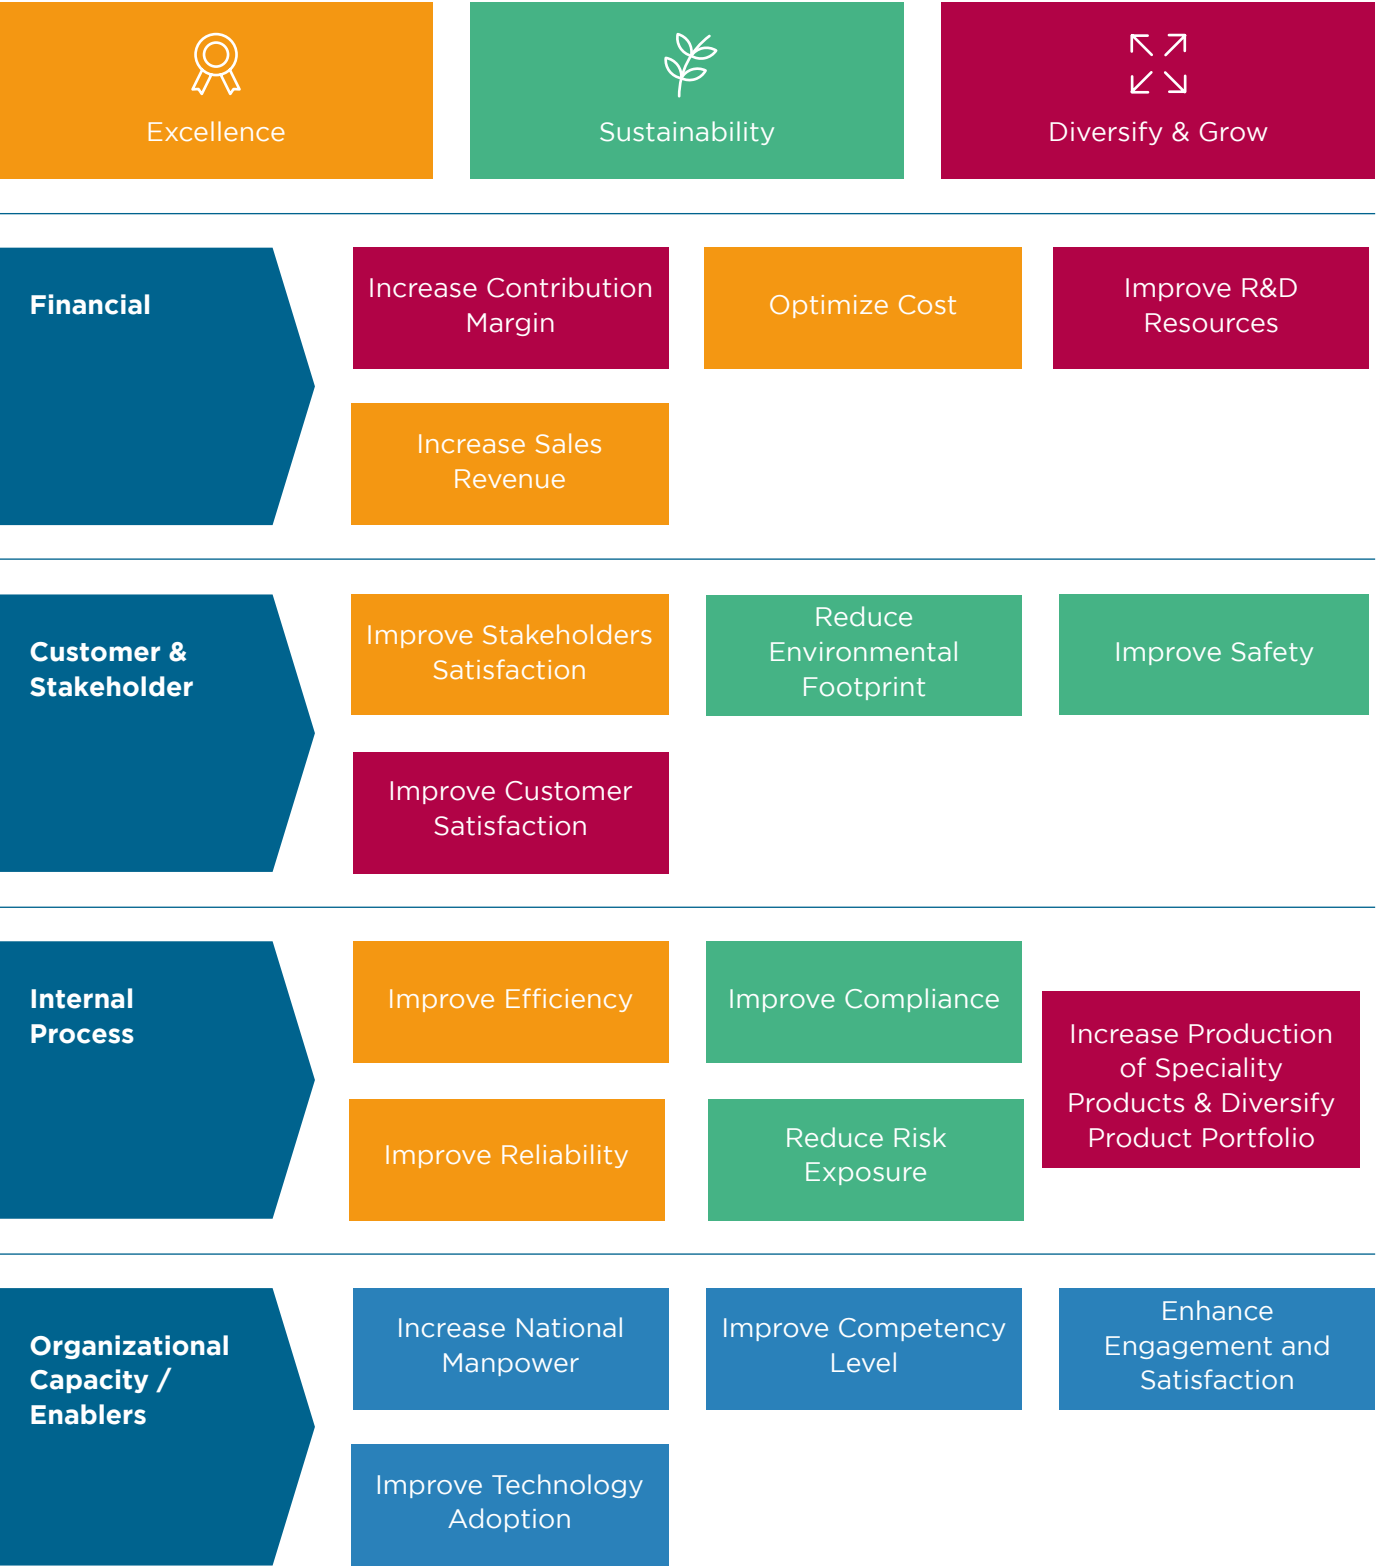 Excellence
Sustainability
Diversify & Grow
Financial
Increase Contribution
Margin
Optimize Cost
Improve R&D
Resources
Increase Sales
Revenue
Customer &
Stakeholder
Improve Stakeholders
Satisfaction
Reduce
Environmental
Footprint
Improve Safety
Improve Customer
Satisfaction
Internal
Process
Improve Efficiency
Improve Compliance
Increase Production
of Speciality
Products & Diversify
Product Portfolio
Improve Reliability
Reduce Risk
Exposure
Organizational
Capacity /
Enablers
Increase National
Manpower
Improve Competency
Level
Enhance
Engagement and
Satisfaction
Improve Technology
Adoption